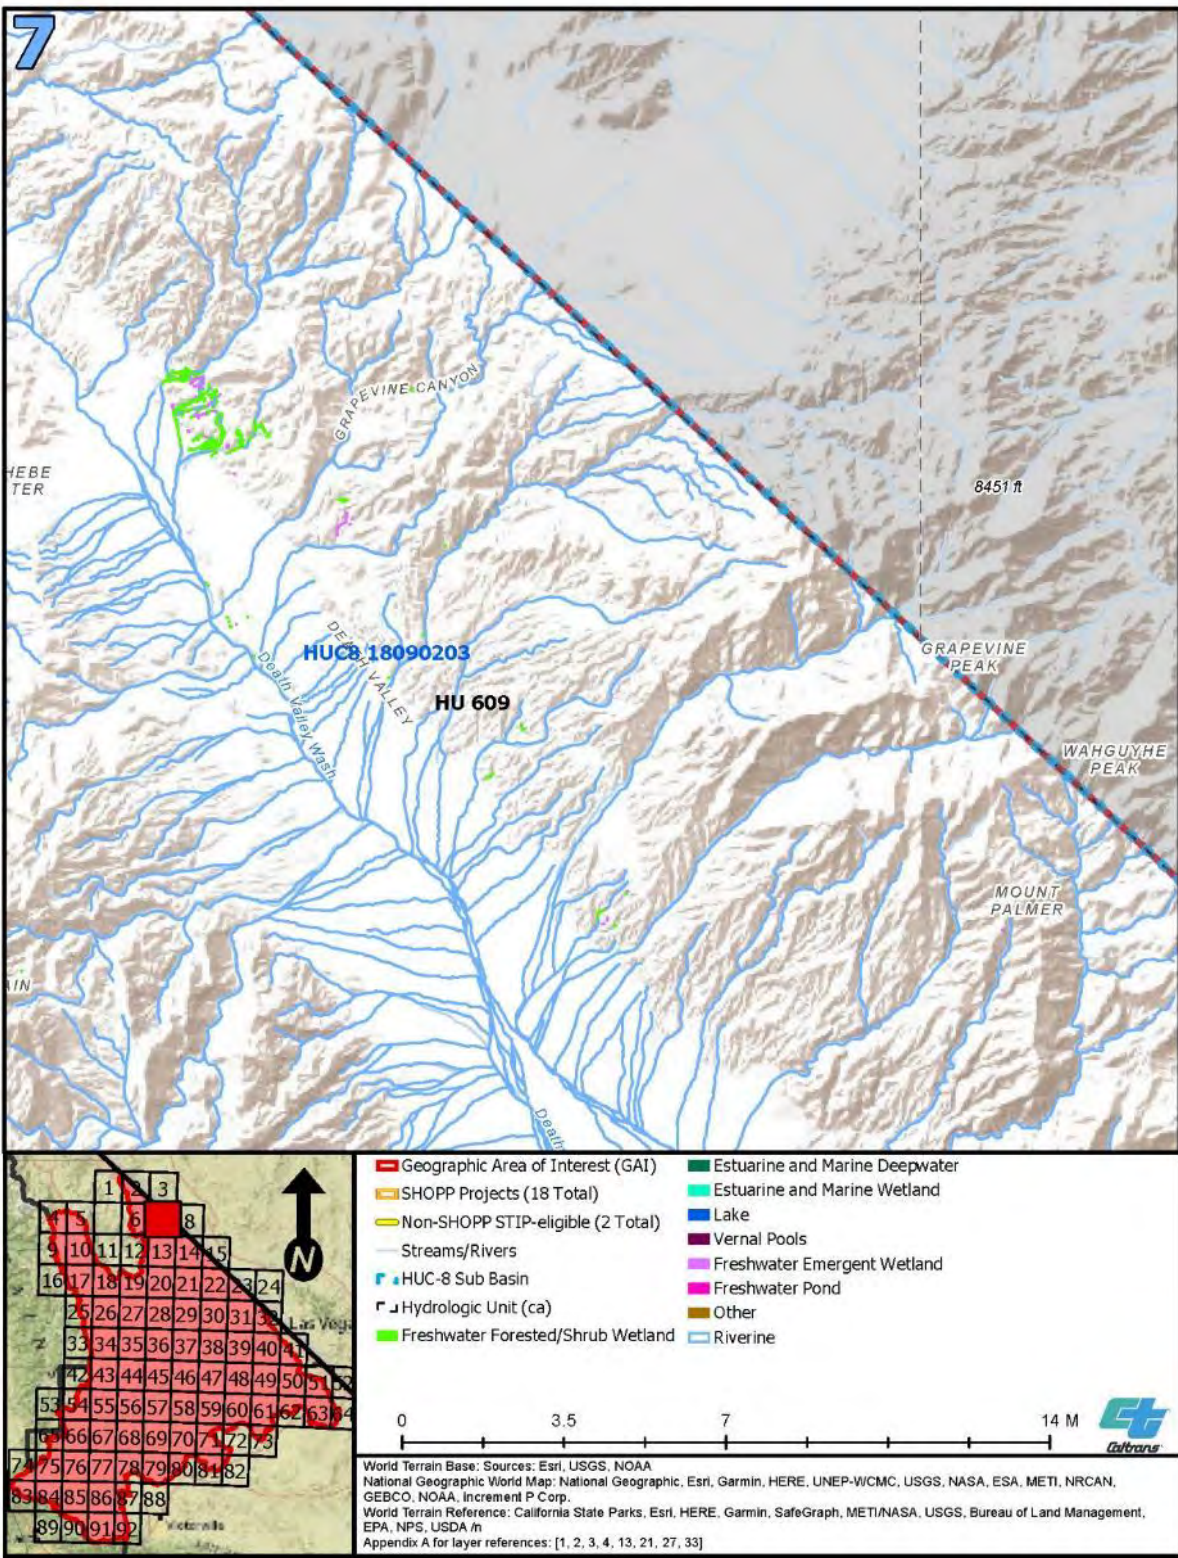 7
GRAPEVINE CANYON
HEBE
TER
8451 ft
HUC8 18090203
DEATH VALLEY
HU 609
Death Valley Wash
GRAPEVINE
PEAK
WAHGUYHE
PEAK
MOUNT
PALMER
AIN
Death
1 2 3
4 5 6 8
9 10 11 12 13 14 15
16 17 18 19 20 21 22 23 24
25 26 27 28 29 30 31 32
Las Vega
33 34 35 36 37 38 39 40 41
42 43 44 45 46 47 48 49 50 51 52
53 54 55 56 57 58 59 60 61 62 63 64
65 66 67 68 69 70 71 72 73
74 75 76 77 78 79 80 81 82
83 84 85 86 87 88
89 90 91 92
Victorville
N
Geographic Area of Interest (GAI)
SHOPP Projects (18 Total)
Non-SHOPP STIP-eligible (2 Total)
Streams/Rivers
HUC-8 Sub Basin
Hydrologic Unit (ca)
Freshwater Forested/Shrub Wetland
Estuarine and Marine Deepwater
Estuarine and Marine Wetland
Lake
Vernal Pools
Freshwater Emergent Wetland
Freshwater Pond
Other
Riverine
0 3.5 7 14 M
Caltrans
World Terrain Base: Sources: Esri, USGS, NOAA
National Geographic World Map: National Geographic, Esri, Garmin, HERE, UNEP-WCMC, USGS, NASA, ESA, METI, NRCAN,
GEBCO, NOAA, Increment P Corp.
World Terrain Reference: California State Parks, Esri, HERE, Garmin, SafeGraph, METI/NASA, USGS, Bureau of Land Management,
EPA, NPS, USDA /n
Appendix A for layer references: [1, 2, 3, 4, 13, 21, 27, 33]